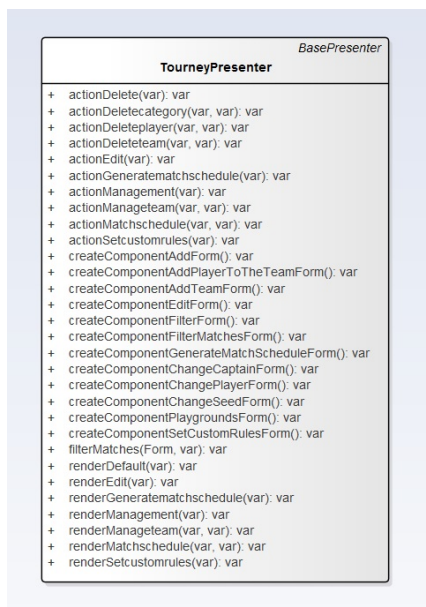 BasePresenter
TourneyPresenter
+ actionDelete(var): var
+ actionDeletecategory(var, var): var
+ actionDeleteplayer(var, var): var
+ actionDeleteteam(var, var): var
+ actionEdit(var): var
+ actionGeneratematchschedule(var): var
+ actionManagement(var): var
+ actionManageteam(var, var): var
+ actionMatchschedule(var, var): var
+ actionSetcustomrules(var): var
+ createComponentAddForm(): var
+ createComponentAddPlayerToTheTeamForm(): var
+ createComponentAddTeamForm(): var
+ createComponentEditForm(): var
+ createComponentFilterForm(): var
+ createComponentFilterMatchesForm(): var
+ createComponentGenerateMatchScheduleForm(): var
+ createComponentChangeCaptainForm(): var
+ createComponentChangePlayerForm(): var
+ createComponentChangeSeedForm(): var
+ createComponentPlaygroundsForm(): var
+ createComponentSetCustomRulesForm(): var
+ filterMatches(Form, var): var
+ renderDefault(var): var
+ renderEdit(var): var
+ renderGeneratematchschedule(var): var
+ renderManagement(var): var
+ renderManageteam(var, var): var
+ renderMatchschedule(var, var): var
+ renderSetcustomrules(var): var